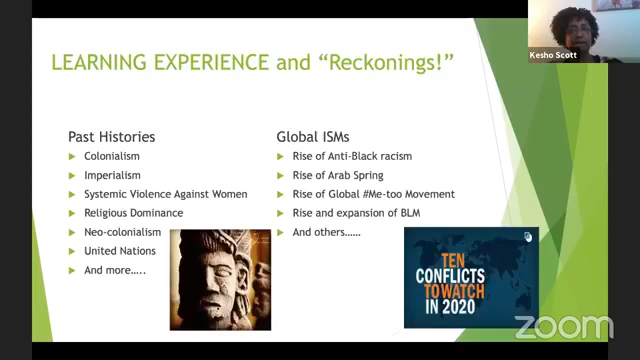 Kesho Scott
LEARNING EXPERIENCE and “Reckonings!”
Past Histories
Colonialism
Imperialism
Systemic Violence Against Women
Religious Dominance
Neo-colonialism
United Nations
And more…..
Global ISMs
Rise of Anti-Black racism
Rise of Arab Spring
Rise of Global #Me-too Movement
Rise and expansion of BLM
And others……
TEN
CONFLICTS
TO WATCH
IN 2020
zoom